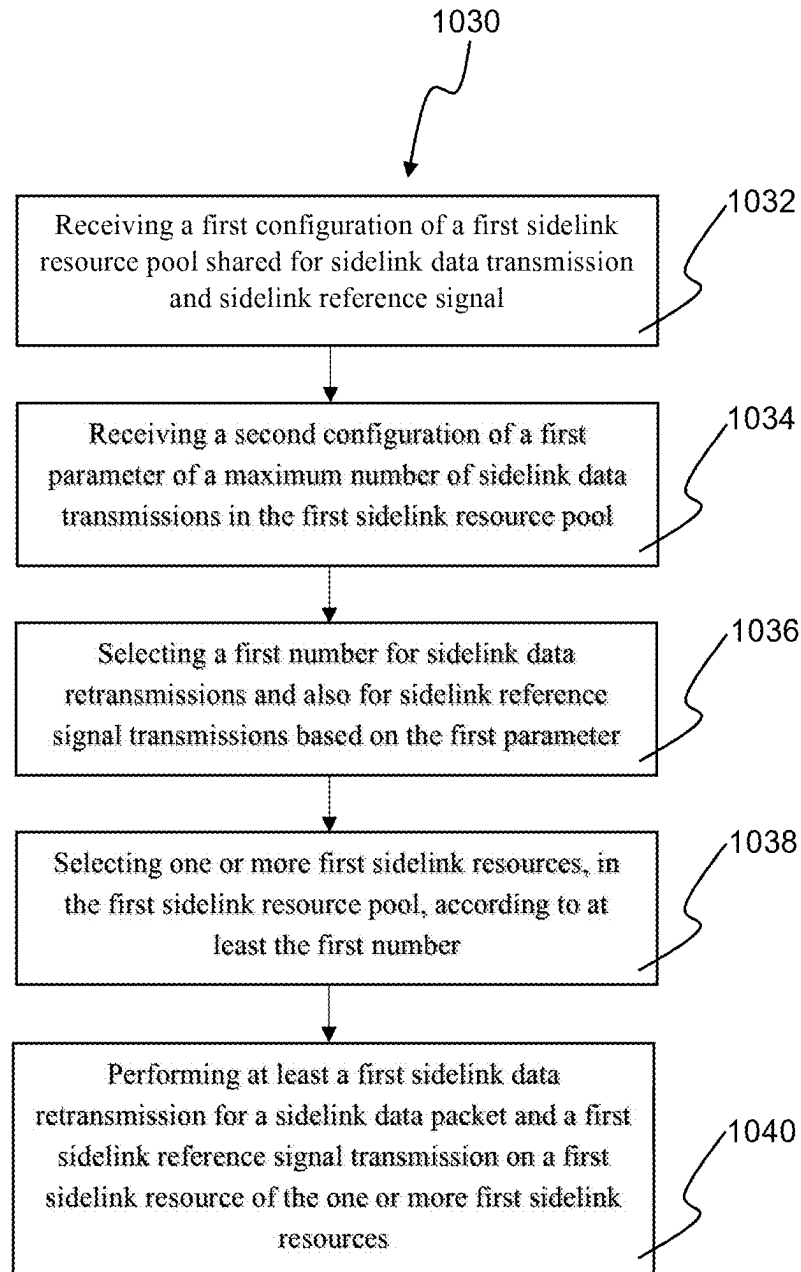 1030
1032
Receiving a first configuration of a first sidelink
resource pool shared for sidelink data transmission
and sidelink reference signal
1034
Receiving a second configuration of a first
parameter of a maximum number of sidelink data
transmissions in the first sidelink resource pool
1036
Selecting a first number for sidelink data
retransmissions and also for sidelink reference
signal transmissions based on the first parameter
1038
Selecting one or more first sidelink resources, in
the first sidelink resource pool, according to at
least the first number
1040
Performing at least a first sidelink data
retransmission for a sidelink data packet and a first
sidelink reference signal transmission on a first
sidelink resource of the one or more first sidelink
resources